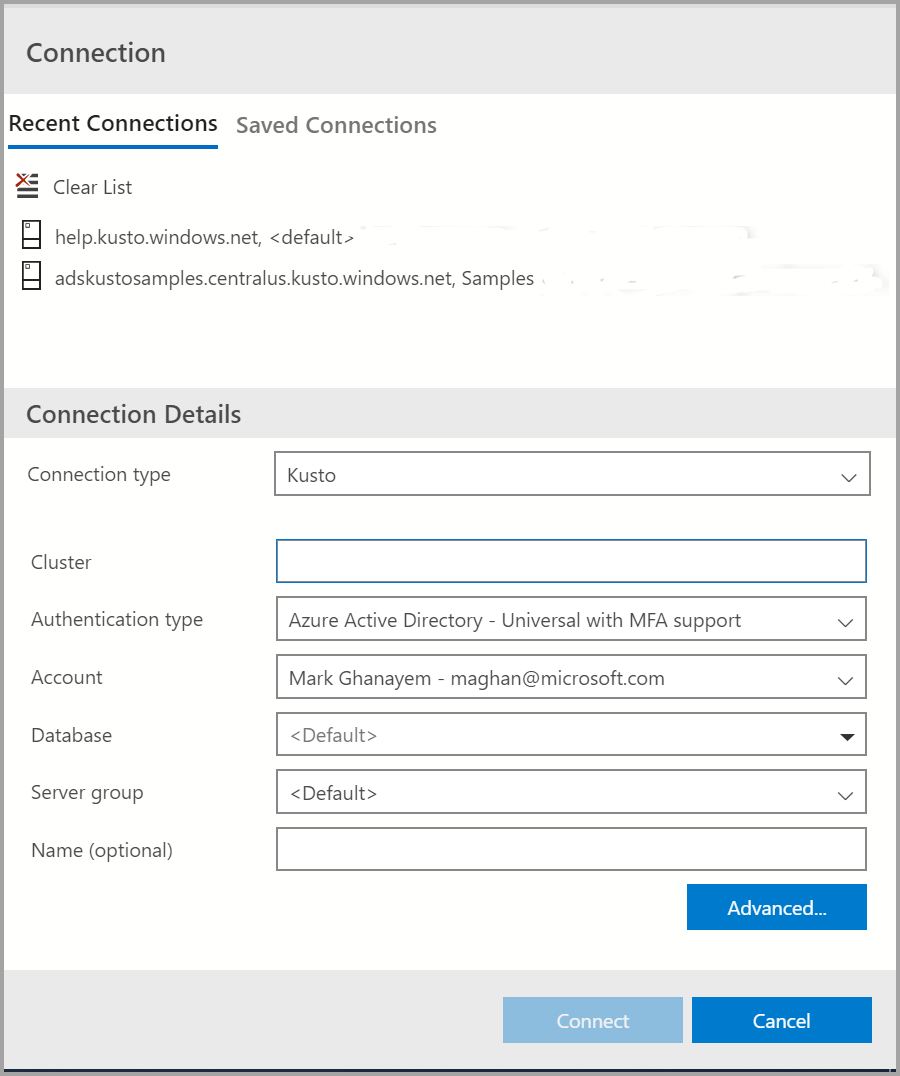 Connection
Recent Connections Saved Connections
Clear List
help.kusto.windows.net, <default>
adskustosamples.centralus.kusto.windows.net, Samples
Connection Details
Connection type Kusto
Cluster
Authentication type Azure Active Directory - Universal with MFA support
Account Mark Ghanayem - maghan@microsoft.com
Database <Default>
Server group <Default>
Name (optional)
Advanced...
Connect Cancel